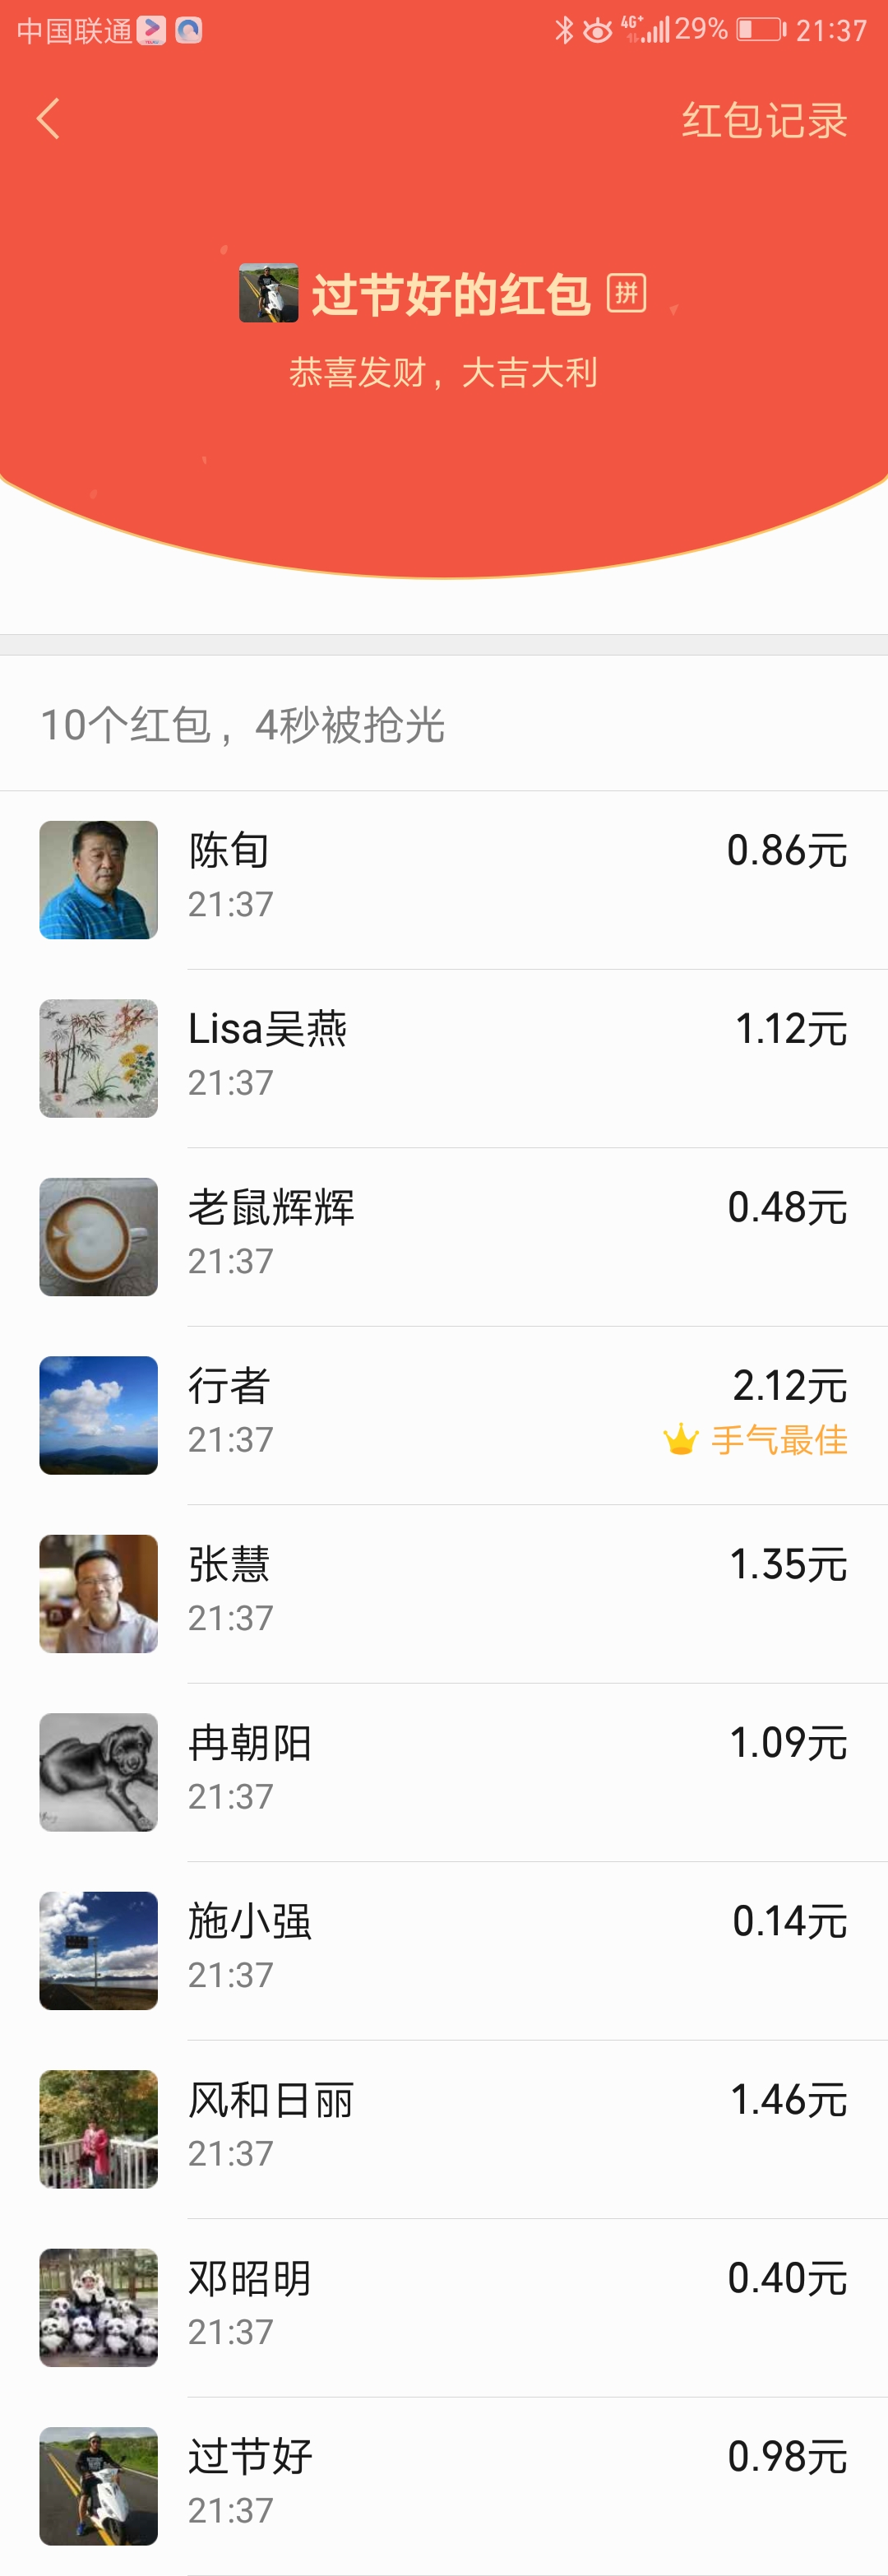 中国联通 4G+ 29% 21:37
红包记录
过节好的红包 拼
恭喜发财，大吉大利
10个红包，4秒被抢光
陈旬 0.86元
21:37
Lisa吴燕 1.12元
21:37
老鼠辉辉 0.48元
21:37
行者 2.12元
21:37 手气最佳
张慧 1.35元
21:37
冉朝阳 1.09元
21:37
施小强 0.14元
21:37
风和日丽 1.46元
21:37
邓昭明 0.40元
21:37
过节好 0.98元
21:37